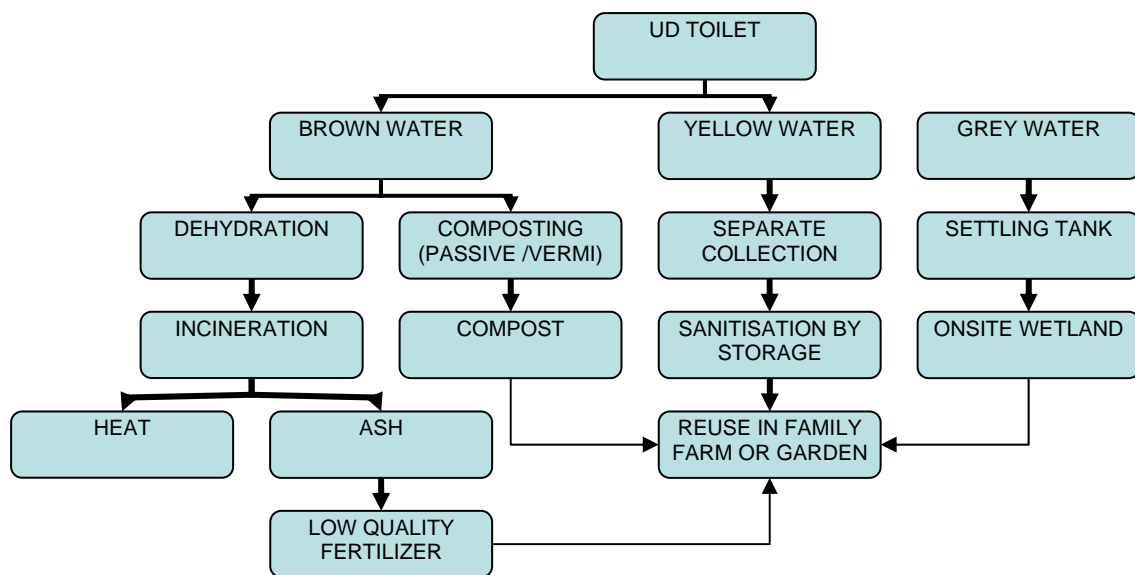 UD TOILET
BROWN WATER
YELLOW WATER
GREY WATER
DEHYDRATION
COMPOSTING
(PASSIVE /VERMI)
SEPARATE
COLLECTION
SETTLING TANK
INCINERATION
COMPOST
SANITISATION BY
STORAGE
ONSITE WETLAND
HEAT
ASH
REUSE IN FAMILY
FARM OR GARDEN
LOW QUALITY
FERTILIZER